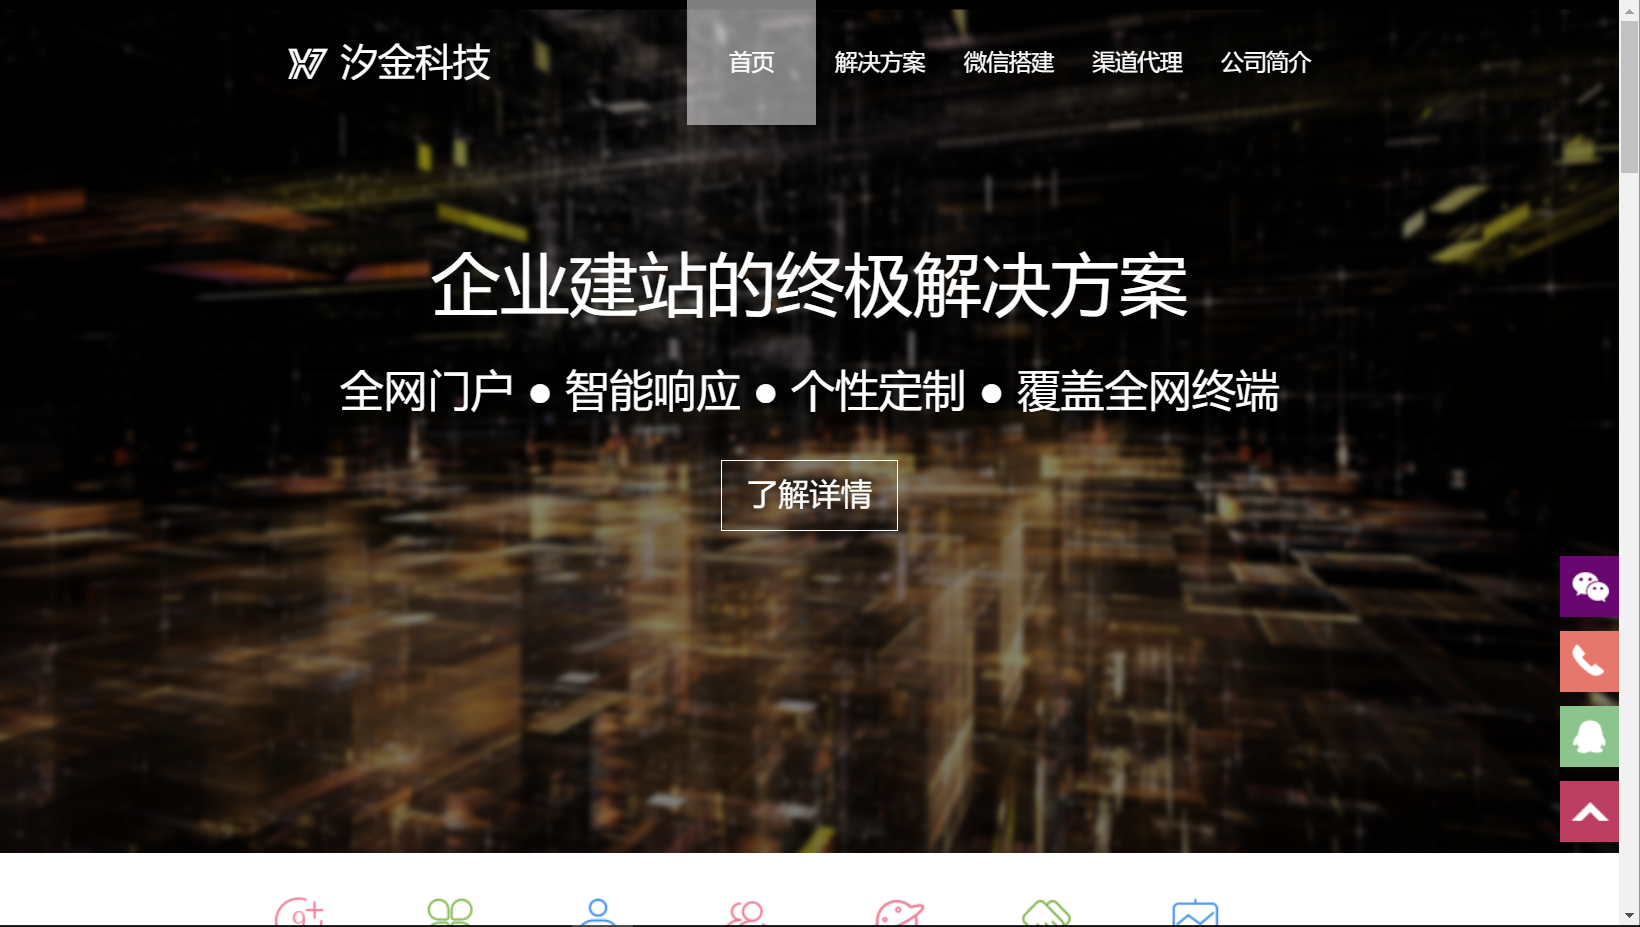 汐金科技
首页 解决方案 微信搭建 渠道代理 公司简介
企业建站的终极解决方案
全网门户 ● 智能响应 ● 个性定制 ● 覆盖全网终端
了解详情
9+